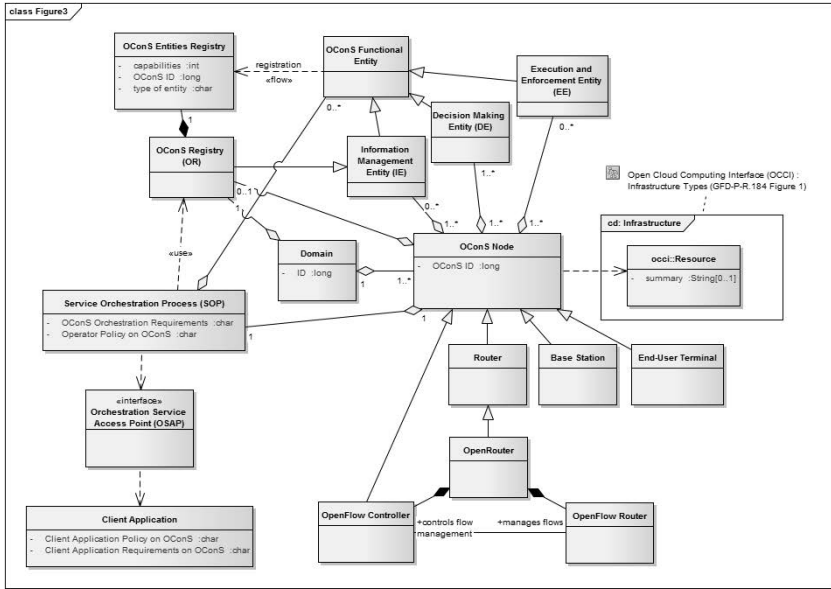 class Figure3
OConS Entities Registry
- capabilities :int
- OConS ID :long
- type of entity :char
registration
«flow»
OConS Functional
Entity
0..*
Execution and
Enforcement Entity
(EE)
0..*
Decision Making
Entity (DE)
1..*
1
OConS Registry
(OR)
Information
Management
Entity (IE)
0..*
0..1
1
1..*
1..*
1..*
Open Cloud Computing Interface (OCCI) :
Infrastructure Types (GFD-P-R.184 Figure 1)
cd: Infrastructure
occi::Resource
- summary :String[0..1]
«use»
Domain
- ID :long
1
1..*
OConS Node
- OConS ID :long
1
Service Orchestration Process (SOP)
- OConS Orchestration Requirements :char
- Operator Policy on OConS :char
1
Router
Base Station
End-User Terminal
«interface»
Orchestration Service
Access Point (OSAP)
OpenRouter
Client Application
- Client Application Policy on OConS :char
- Client Application Requirements on OConS :char
OpenFlow Controller
+controls flow
management
+manages flows
OpenFlow Router